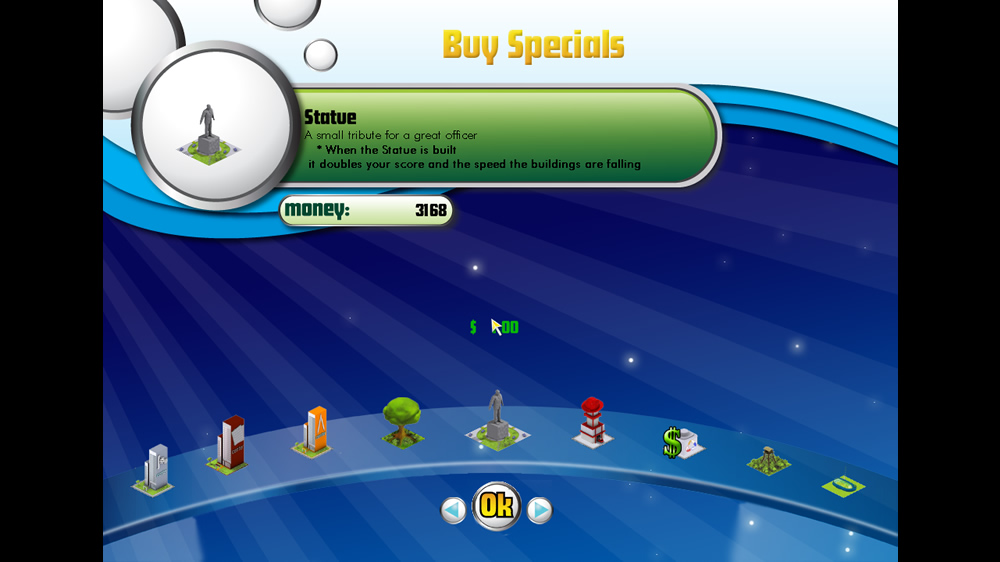 Buy Specials
Statue
A small tribute for a great officer
* When the Statue is built
it doubles your score and the speed the buildings are falling
money: 3168
$
$
Ok